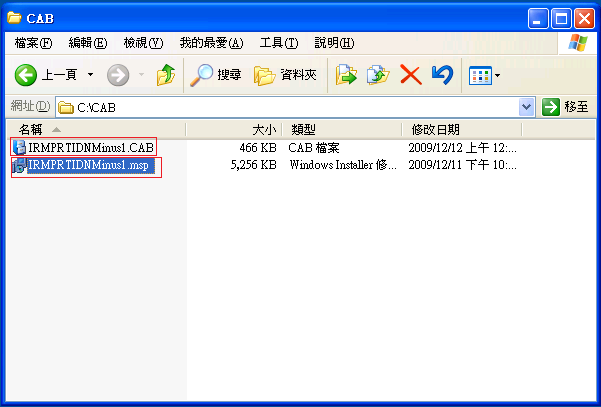 CAB
檔案(F) 編輯(E) 檢視(V) 我的最愛(A) 工具(T) 說明(H)
上一頁 搜尋 資料夾
網址(D) C:\CAB 移至
名稱 大小 類型 修改日期
IRMPRTIDNMinus1.CAB 466 KB CAB 檔案 2009/12/12 上午 12:...
IRMPRTIDNMinus1.msp 5,256 KB Windows Installer 修... 2009/12/11 下午 10:...